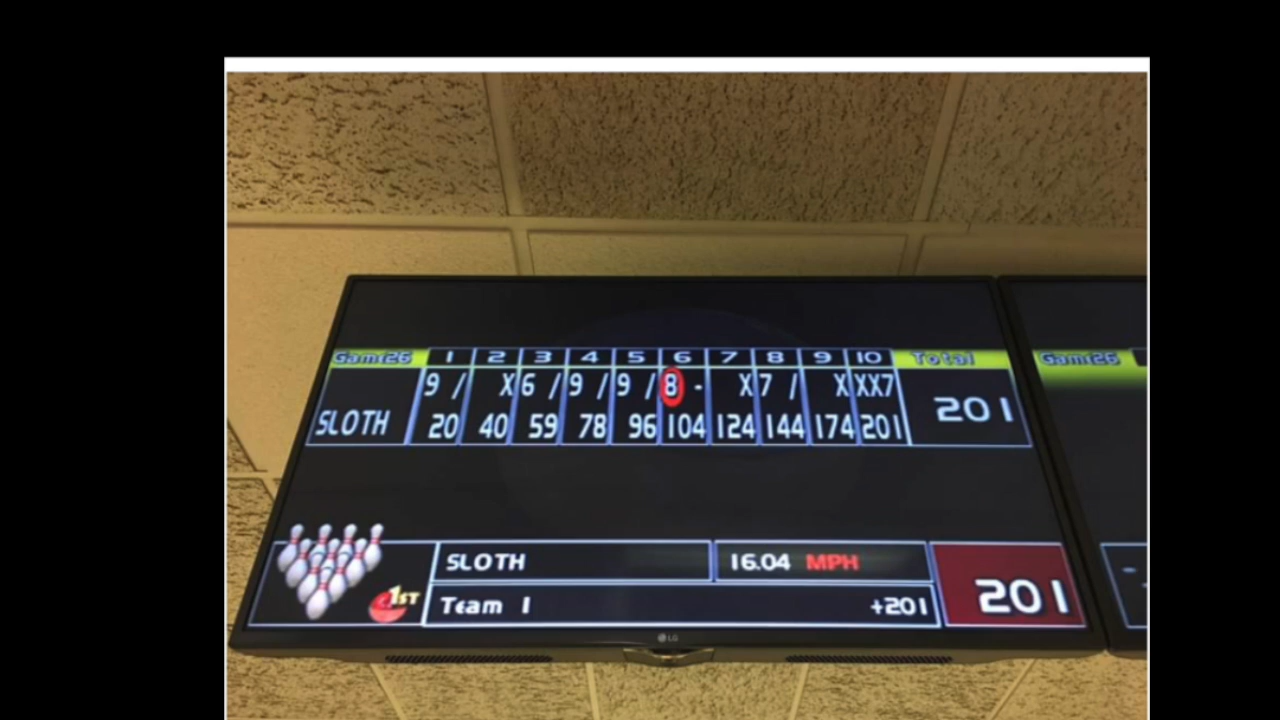 Game26 1 2 3 4 5 6 7 8 9 10 Total
9 / X 6 / 9 / 9 / 8 - X 7 / X XX7
SLOTH 20 40 59 78 96 104 124 144 174 201 201
Game26
SLOTH 16.04 MPH
1ST
Team 1 +201
201
LG